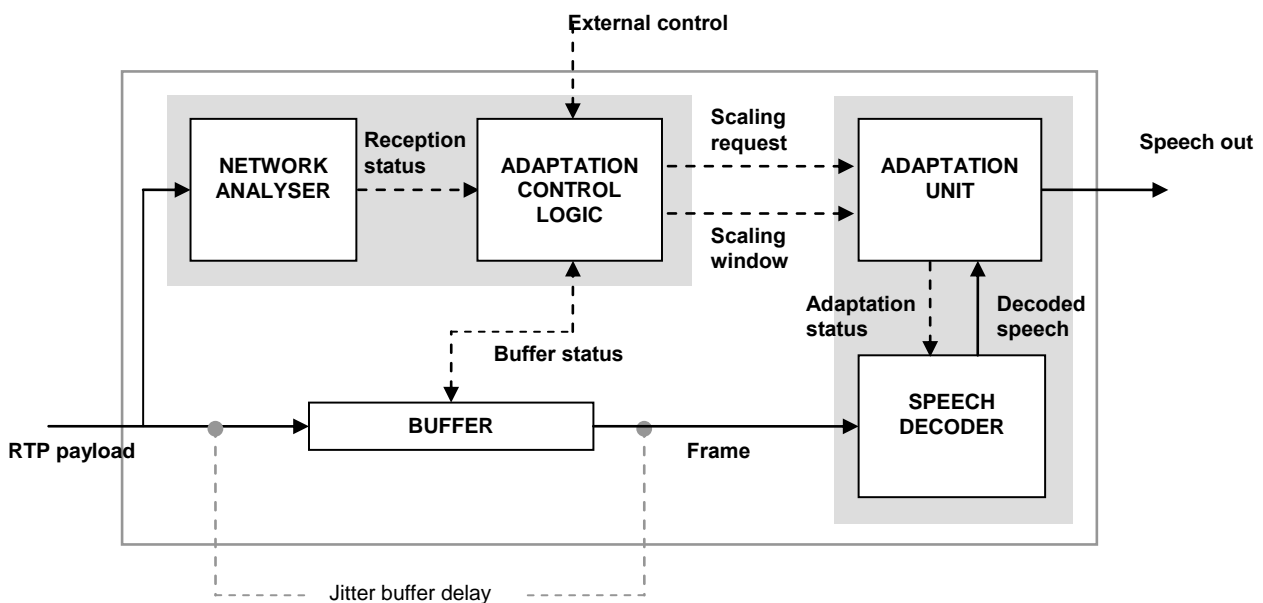 External control
Scaling
request
Reception
status
NETWORK
ANALYSER
ADAPTATION
CONTROL
LOGIC
ADAPTATION
UNIT
Speech out
Scaling
window
Adaptation
status
Decoded
speech
Buffer status
BUFFER
SPEECH
DECODER
RTP payload
Frame
Jitter buffer delay